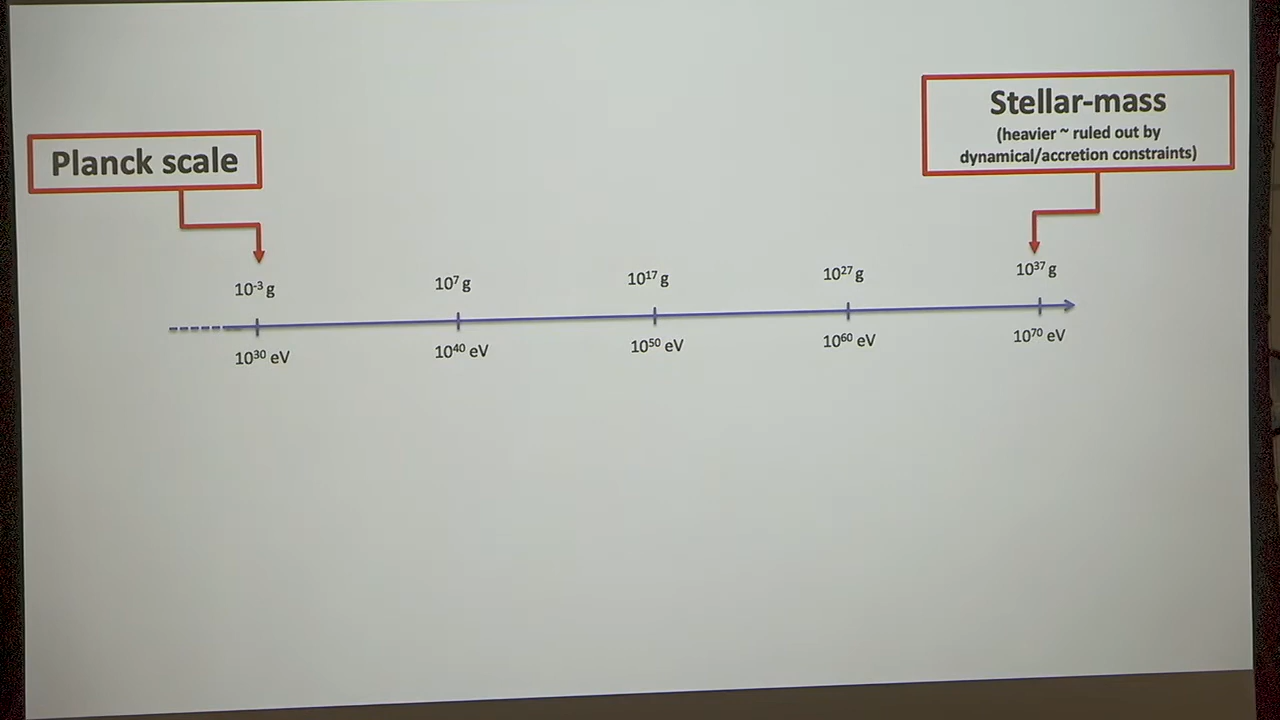 Planck scale
Stellar-mass
(heavier ~ ruled out by
dynamical/accretion constraints)
10⁻³ g
10⁷ g
10¹⁷ g
10²⁷ g
10³⁷ g
10³⁰ eV
10⁴⁰ eV
10⁵⁰ eV
10⁶⁰ eV
10⁷⁰ eV